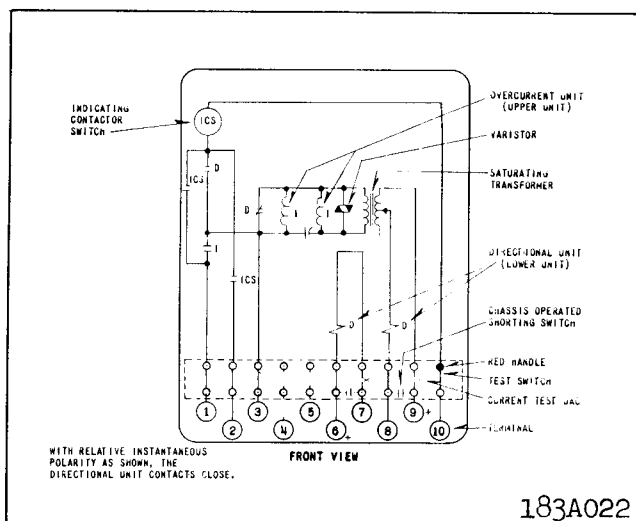 INDICATING
CONTACTOR
SWITCH
ICS
OVERCURRENT UNIT
(UPPER UNIT)
VARISTOR
SATURATING
TRANSFORMER
D
ICS
D
I
I
I
ICS
DIRECTIONAL UNIT
(LOWER UNIT)
D
D
CHASSIS OPERATED
SHORTING SWITCH
RED HANDLE
TEST SWITCH
CURRENT TEST JAC
TERMINAL
1 2 3 4 5 6 + 7 8 9 + 10
FRONT VIEW
WITH RELATIVE INSTANTANEOUS
POLARITY AS SHOWN, THE
DIRECTIONAL UNIT CONTACTS CLOSE.
183A022